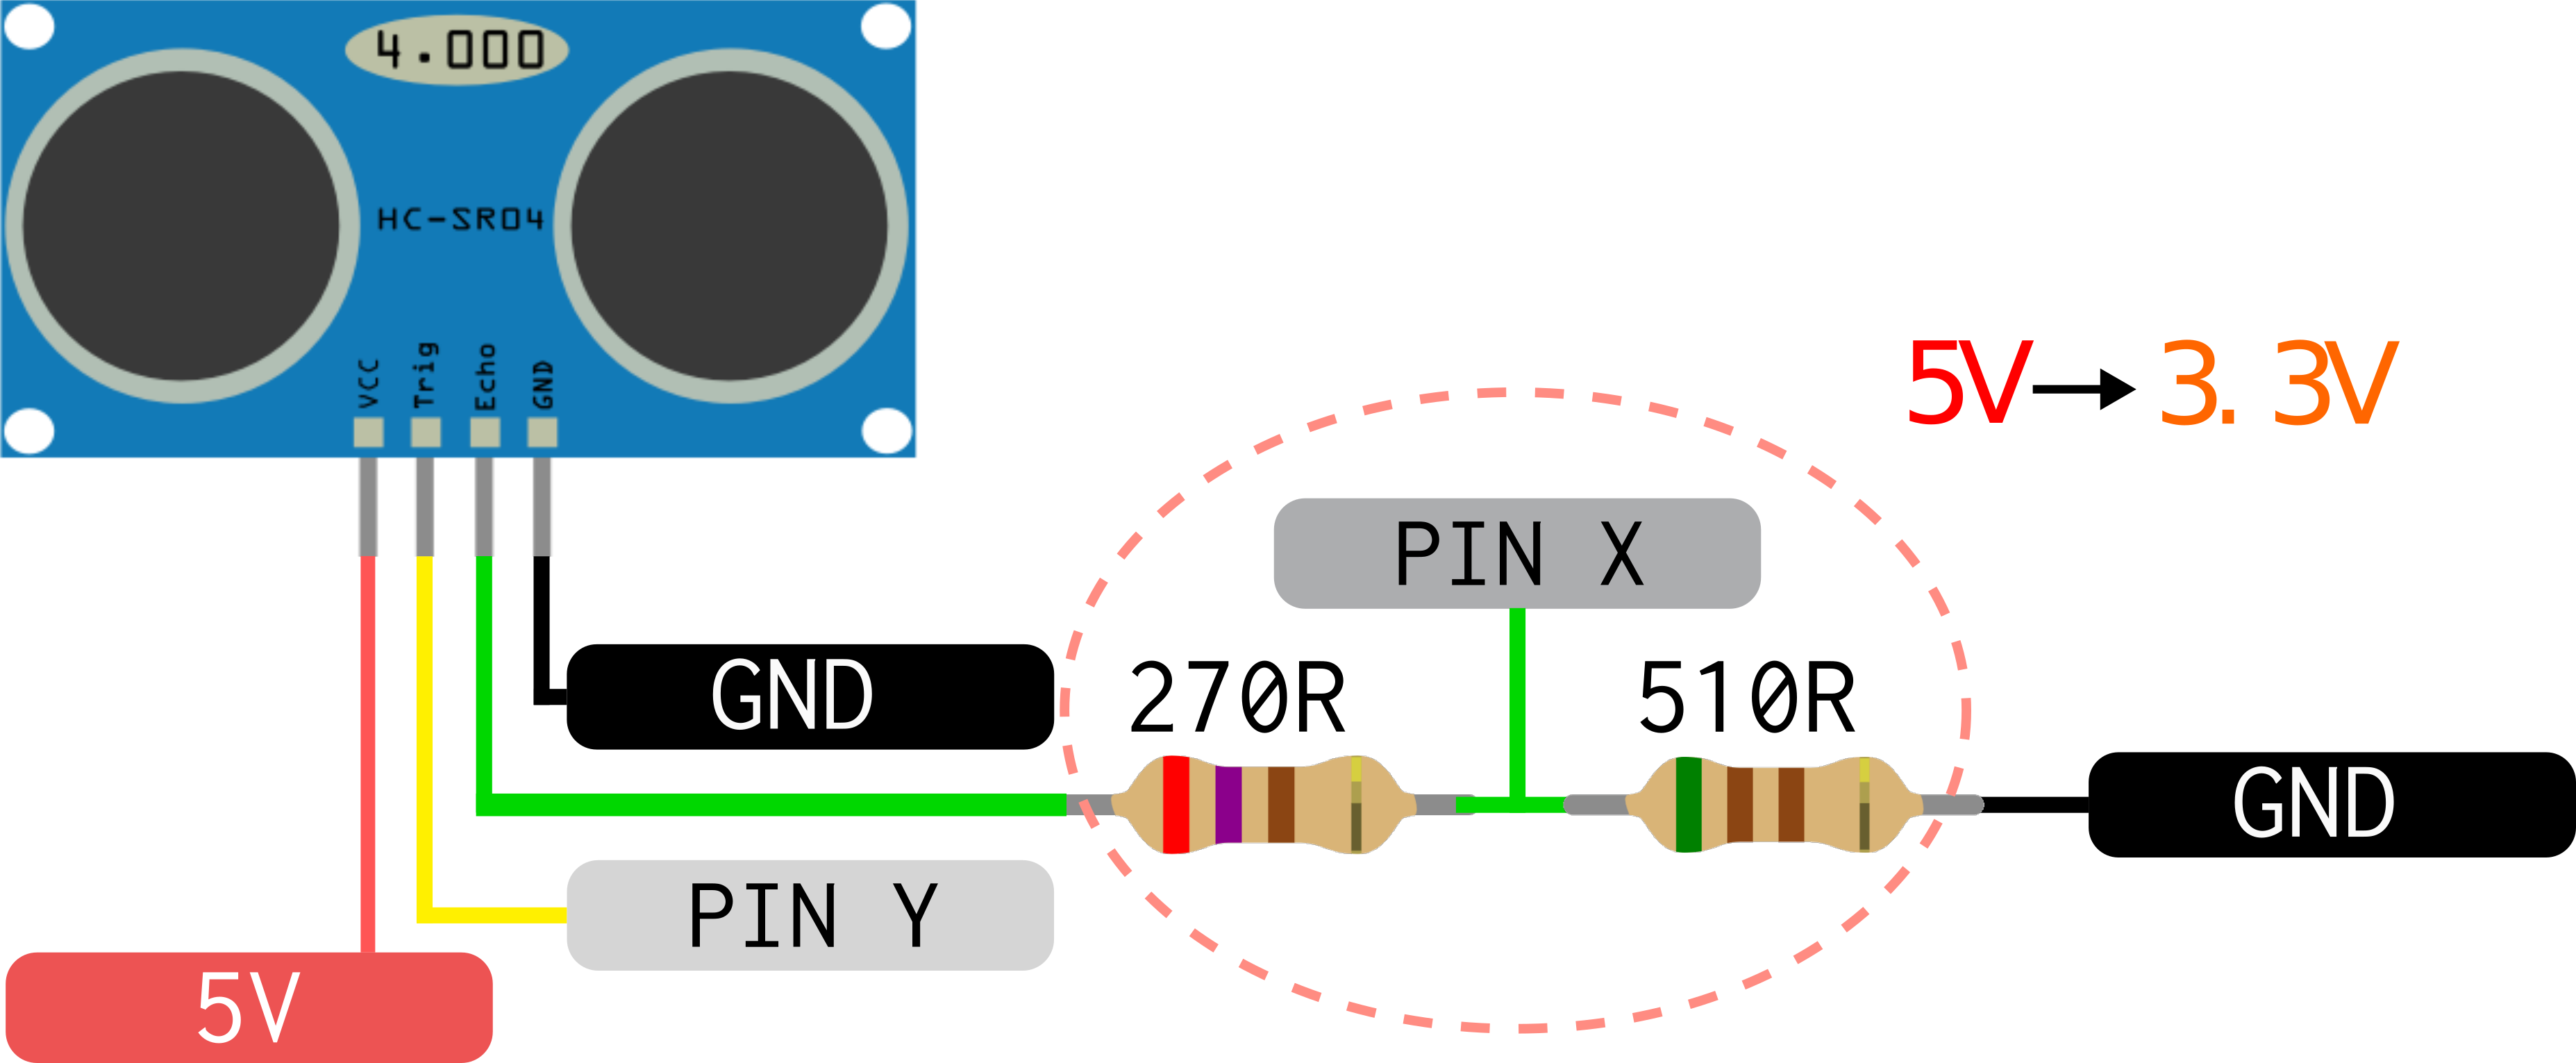 4.000
HC-SR04
VCC
Trig
Echo
GND
5V→3.3V
PIN X
GND
270R
510R
GND
PIN Y
5V